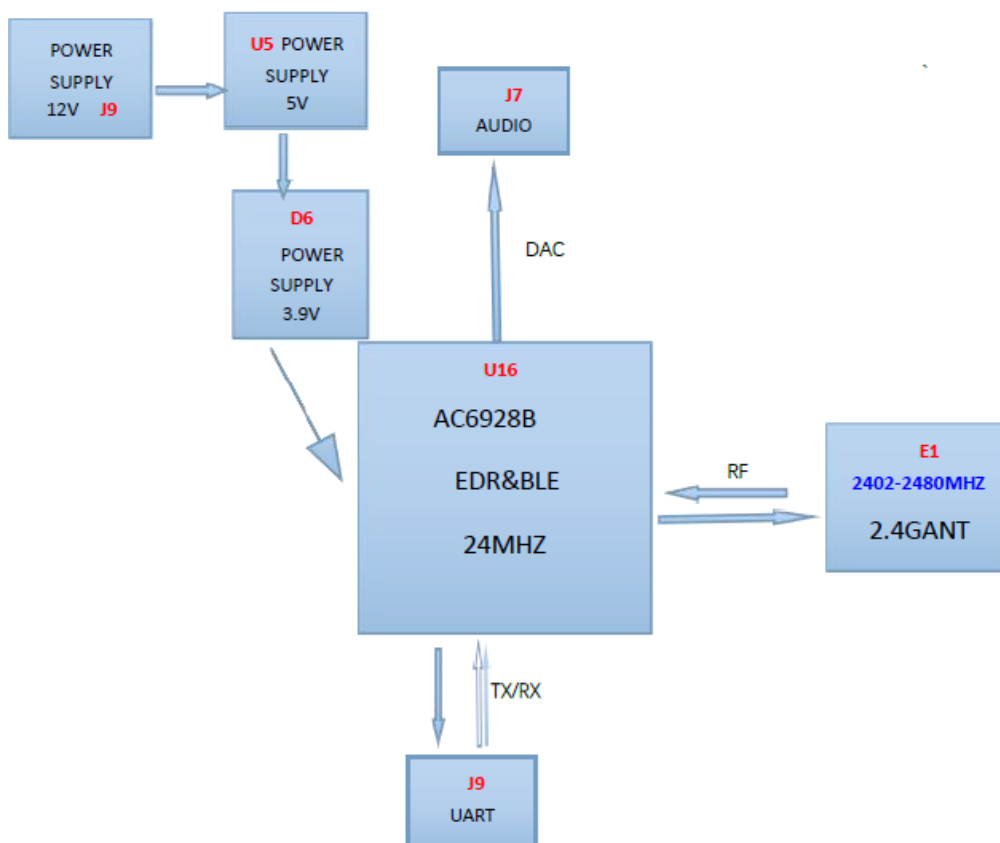 POWER
SUPPLY
12V J9
U5 POWER
SUPPLY
5V
J7
AUDIO
D6
POWER
SUPPLY
3.9V
DAC
U16
AC6928B
EDR&BLE
24MHZ
RF
E1
2402-2480MHZ
2.4GANT
TX/RX
J9
UART